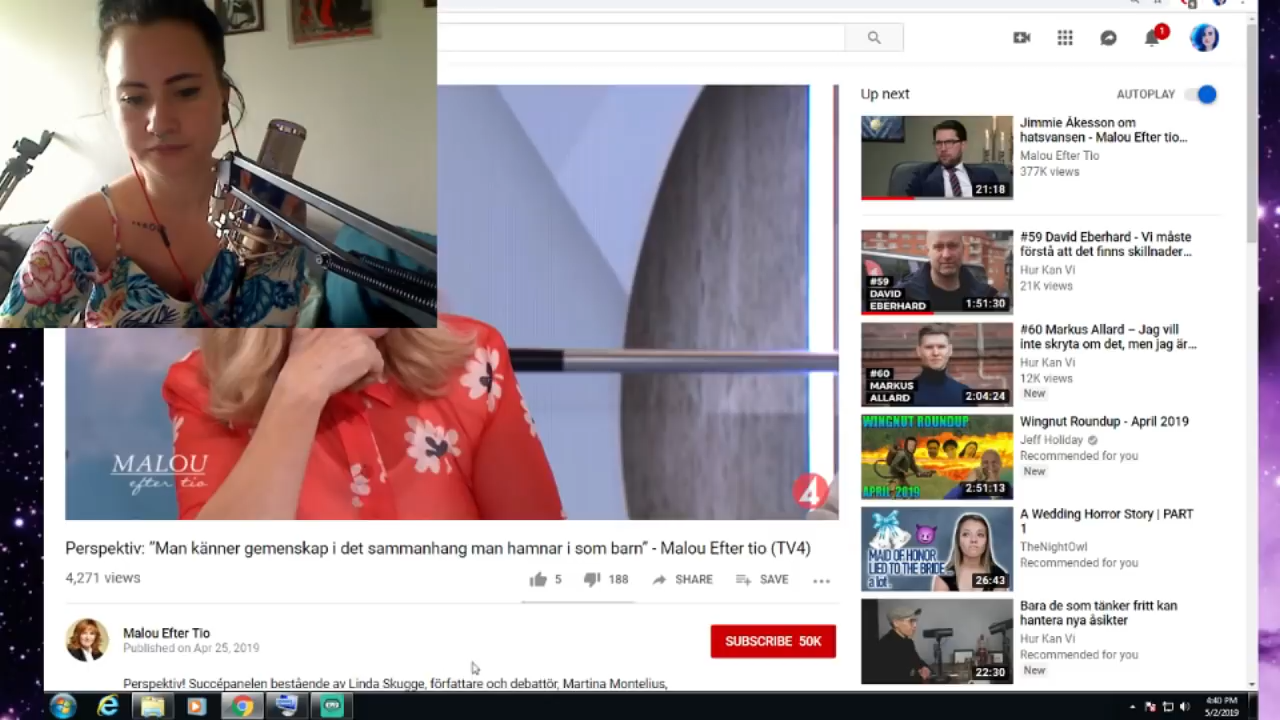 1
Up next
AUTOPLAY
Jimmie Åkesson om
hatsvansen - Malou Efter tio...
Malou Efter Tio
377K views
21:18
#59 David Eberhard - Vi måste
förstå att det finns skillnader...
Hur Kan Vi
21K views
#59
DAVID
EBERHARD
1:51:30
#60 Markus Allard – Jag vill
inte skryta om det, men jag är...
Hur Kan Vi
12K views
New
#60
MARKUS
ALLARD
2:04:24
WINGNUT ROUNDUP
APRIL 2019
2:51:13
Wingnut Roundup - April 2019
Jeff Holiday
Recommended for you
New
MAID OF HONOR
LIED TO THE BRIDE...
a lot.
26:43
A Wedding Horror Story | PART
1
TheNightOwl
Recommended for you
Bara de som tänker fritt kan
hantera nya åsikter
Hur Kan Vi
Recommended for you
New
22:30
MALOU
efter tio
4
Perspektiv: ”Man känner gemenskap i det sammanhang man hamnar i som barn” - Malou Efter tio (TV4)
4,271 views
5
188
SHARE
SAVE
Malou Efter Tio
Published on Apr 25, 2019
SUBSCRIBE 50K
Perspektiv! Succépanelen bestående av Linda Skugge, författare och debattör, Martina Montelius,
4:40 PM
5/2/2019